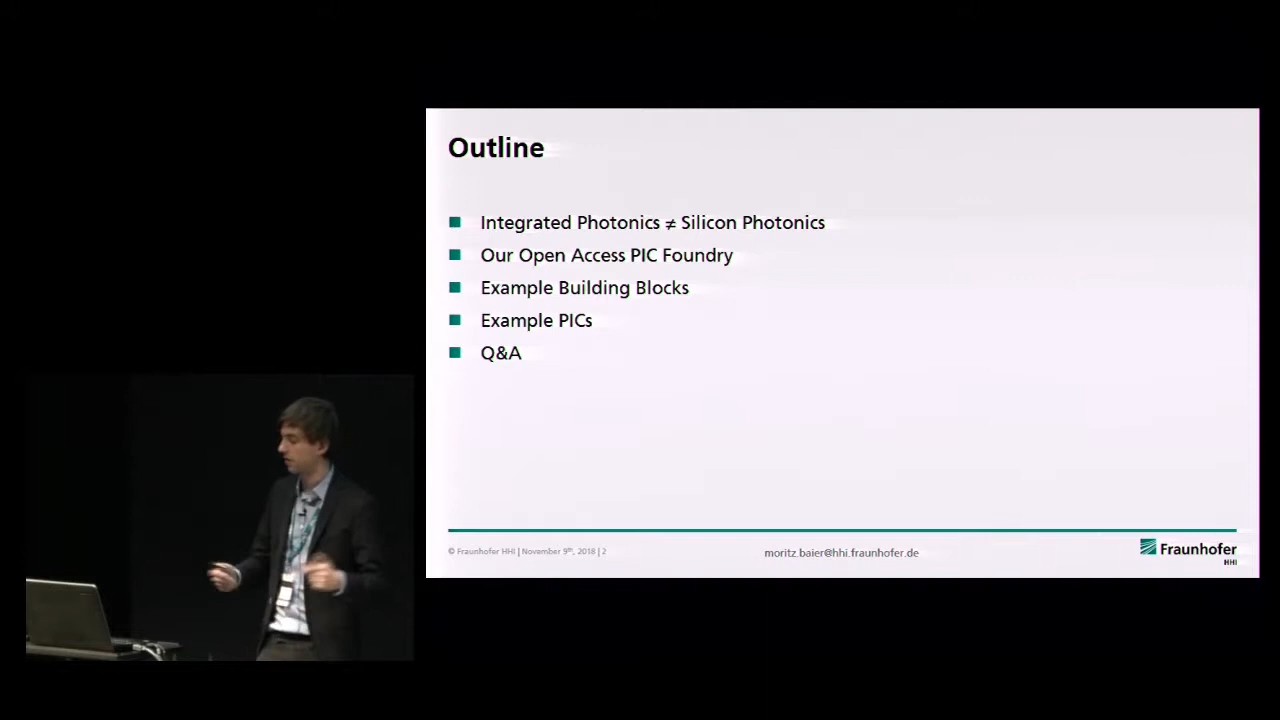 Outline
Integrated Photonics ≠ Silicon Photonics
Our Open Access PIC Foundry
Example Building Blocks
Example PICs
Q&A
© Fraunhofer HHI | November 9th, 2018 | 2
moritz.baier@hhi.fraunhofer.de
Fraunhofer
HHI